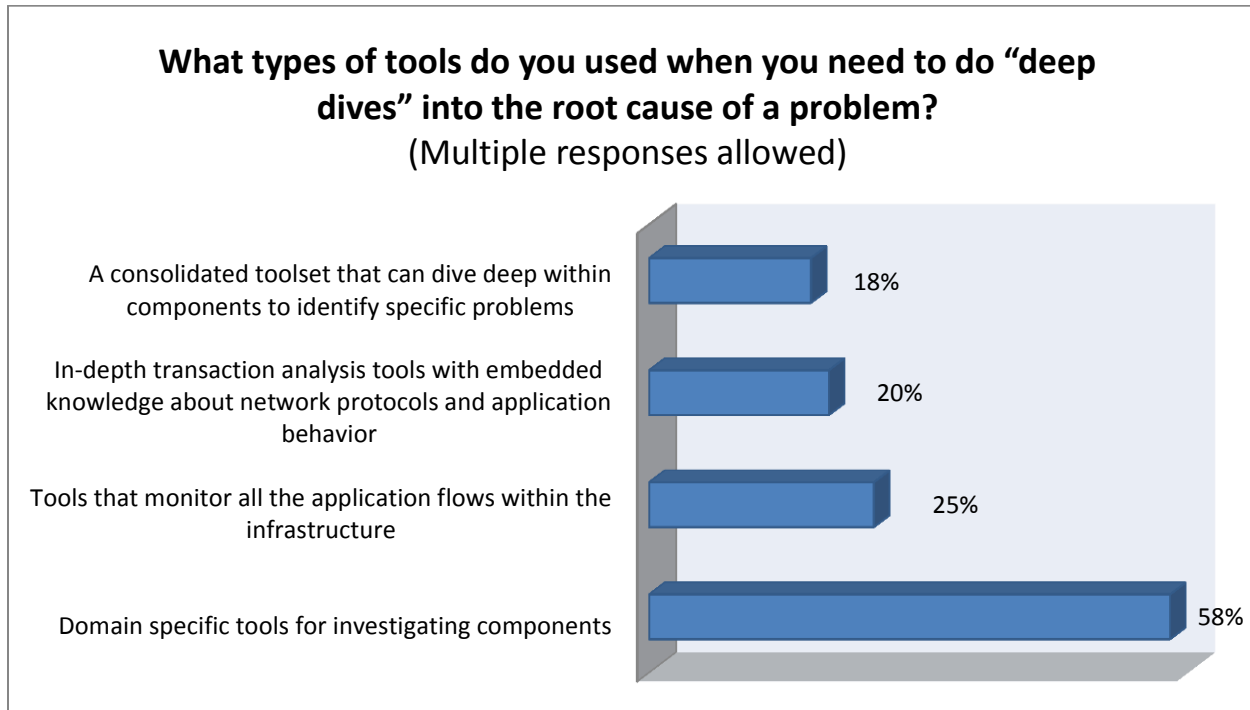 What types of tools do you used when you need to do “deep
dives” into the root cause of a problem?
(Multiple responses allowed)
A consolidated toolset that can dive deep within
components to identify specific problems
18%
In-depth transaction analysis tools with embedded
knowledge about network protocols and application
behavior
20%
Tools that monitor all the application flows within the
infrastructure
25%
Domain specific tools for investigating components
58%